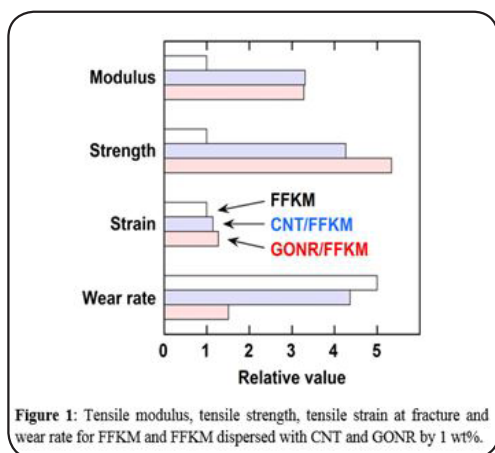 Modulus
Strength
Strain
FFKM
CNT/FFKM
GONR/FFKM
Wear rate
0 1 2 3 4 5
Relative value
Figure 1: Tensile modulus, tensile strength, tensile strain at fracture and
wear rate for FFKM and FFKM dispersed with CNT and GONR by 1 wt%.